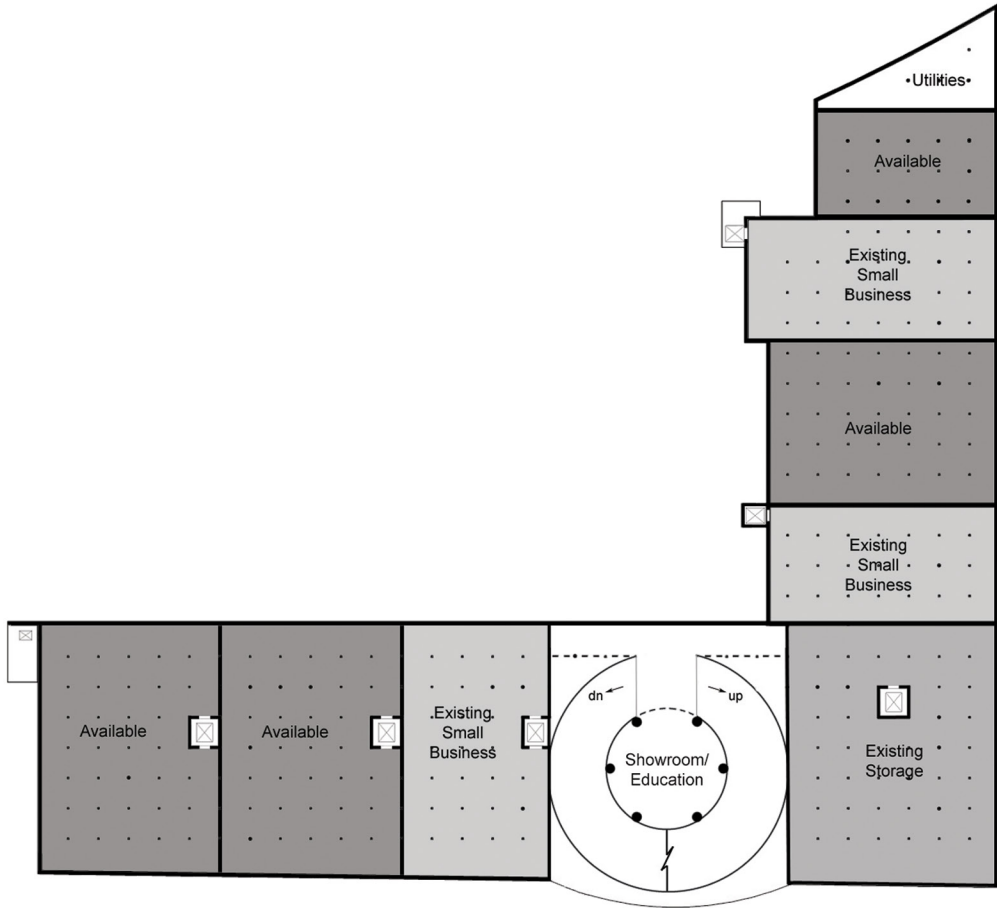 Utilities
Available
Existing
Small
Business
Available
Existing
Small
Business
Available
Available
Existing
Small
Business
dn
up
Showroom/
Education
Existing
Storage